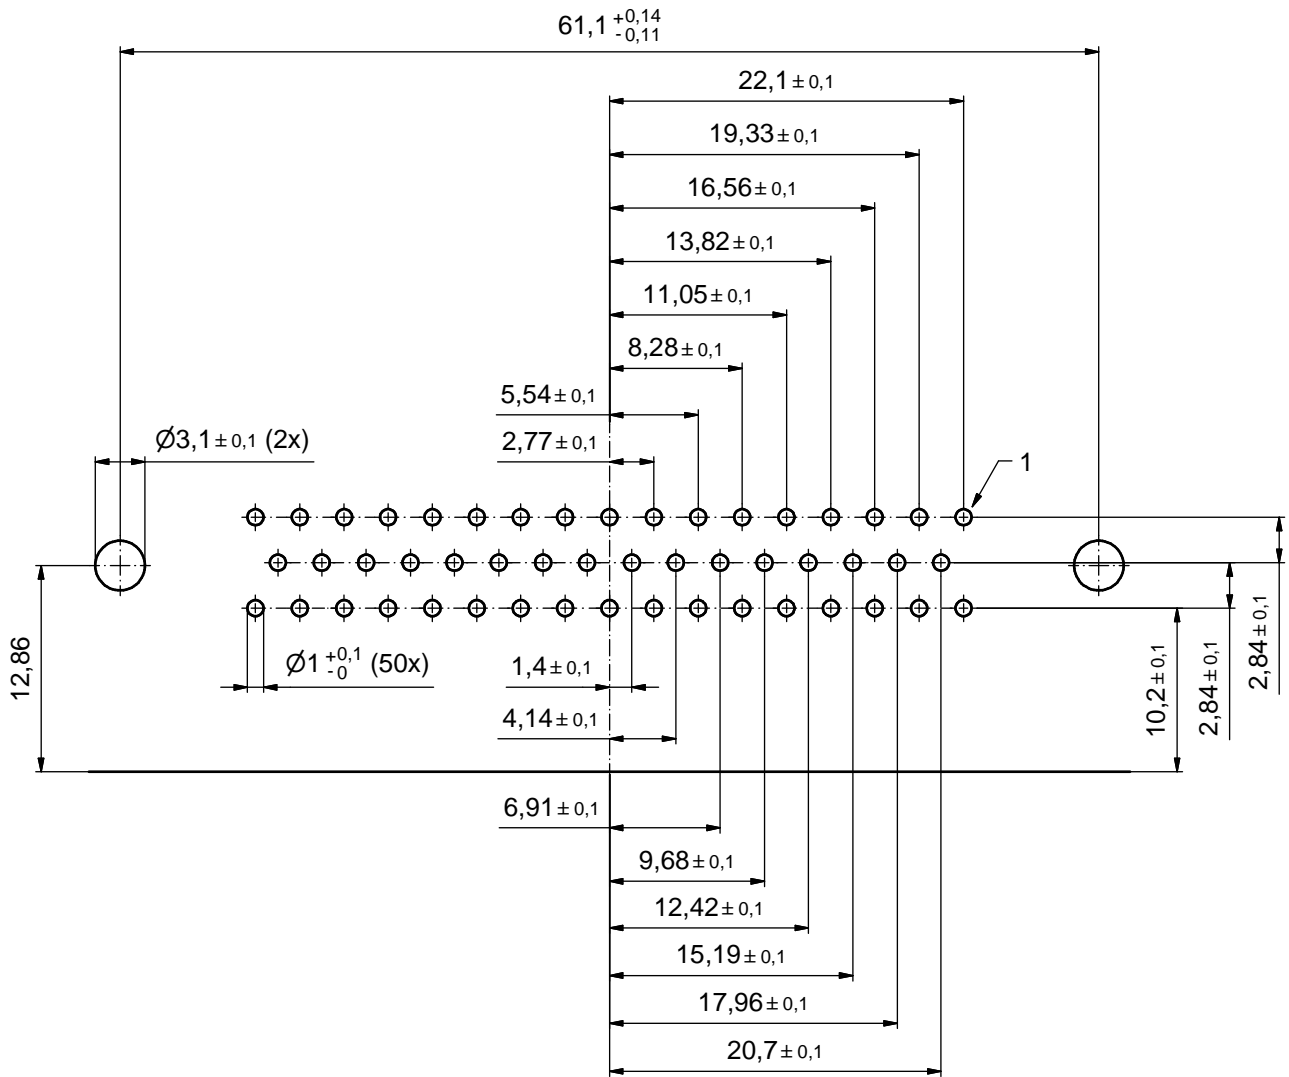 61,1 +0,14 -0,11
22,1 ± 0,1
19,33 ± 0,1
16,56 ± 0,1
13,82 ± 0,1
11,05 ± 0,1
8,28 ± 0,1
5,54 ± 0,1
Ø3,1 ± 0,1 (2x)
2,77 ± 0,1
1
12,86
Ø1 +0,1 -0 (50x)
1,4 ± 0,1
4,14 ± 0,1
10,2 ± 0,1
2,84 ± 0,1
2,84 ± 0,1
6,91 ± 0,1
9,68 ± 0,1
12,42 ± 0,1
15,19 ± 0,1
17,96 ± 0,1
20,7 ± 0,1